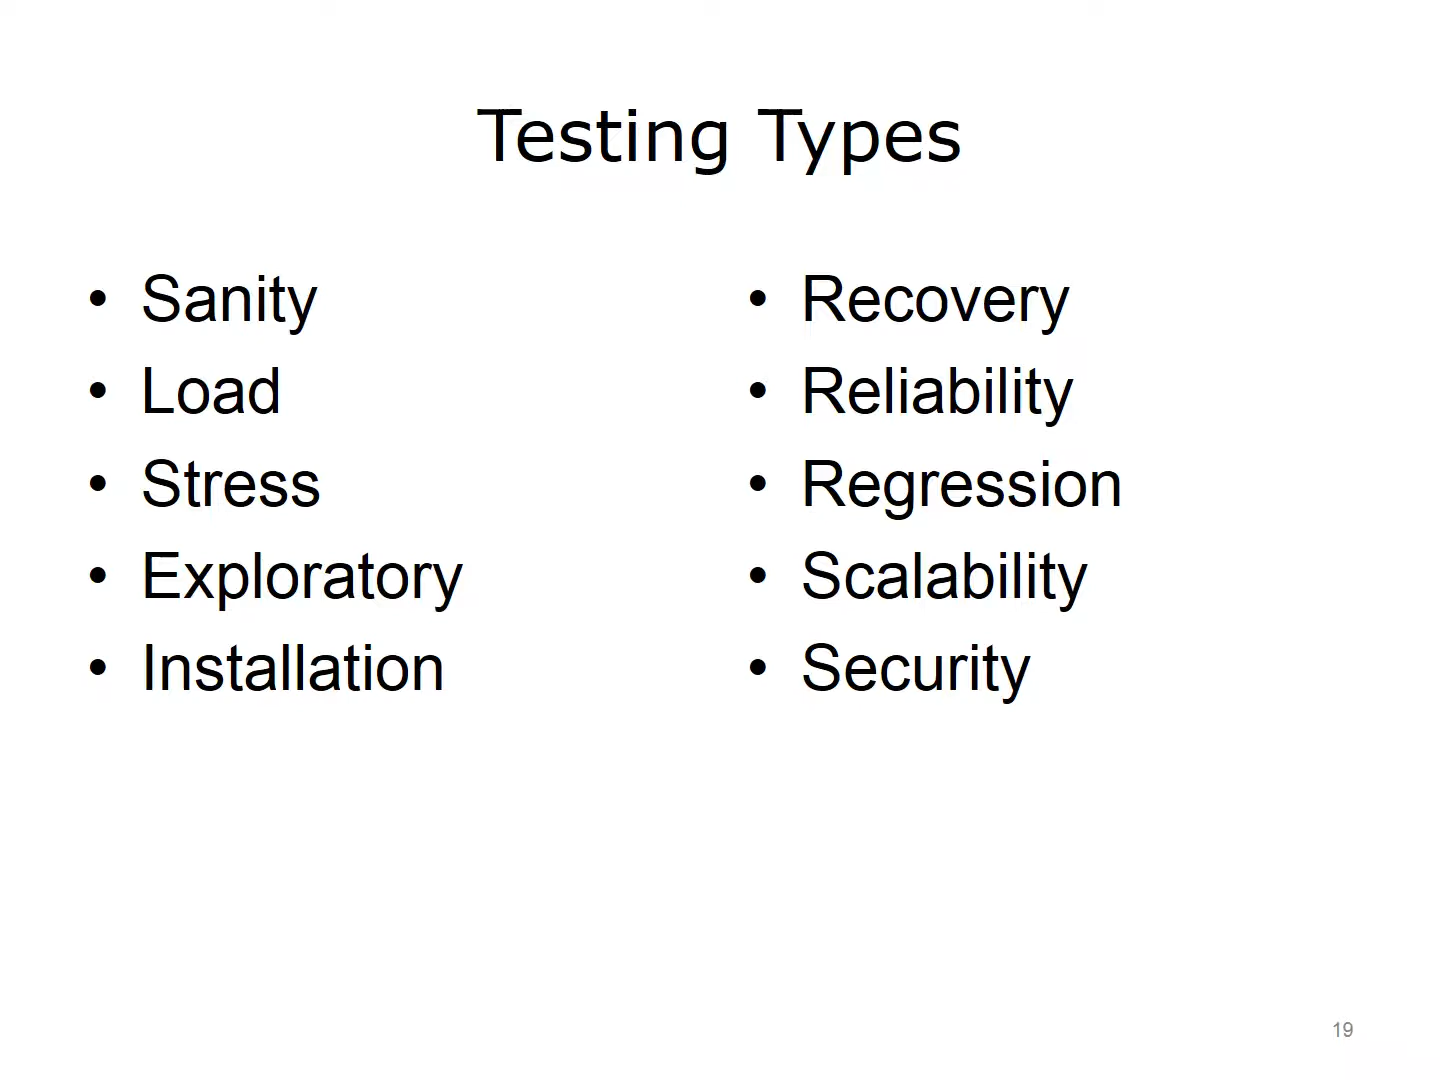 Testing Types
• Sanity
• Load
• Stress
• Exploratory
• Installation
• Recovery
• Reliability
• Regression
• Scalability
• Security
19